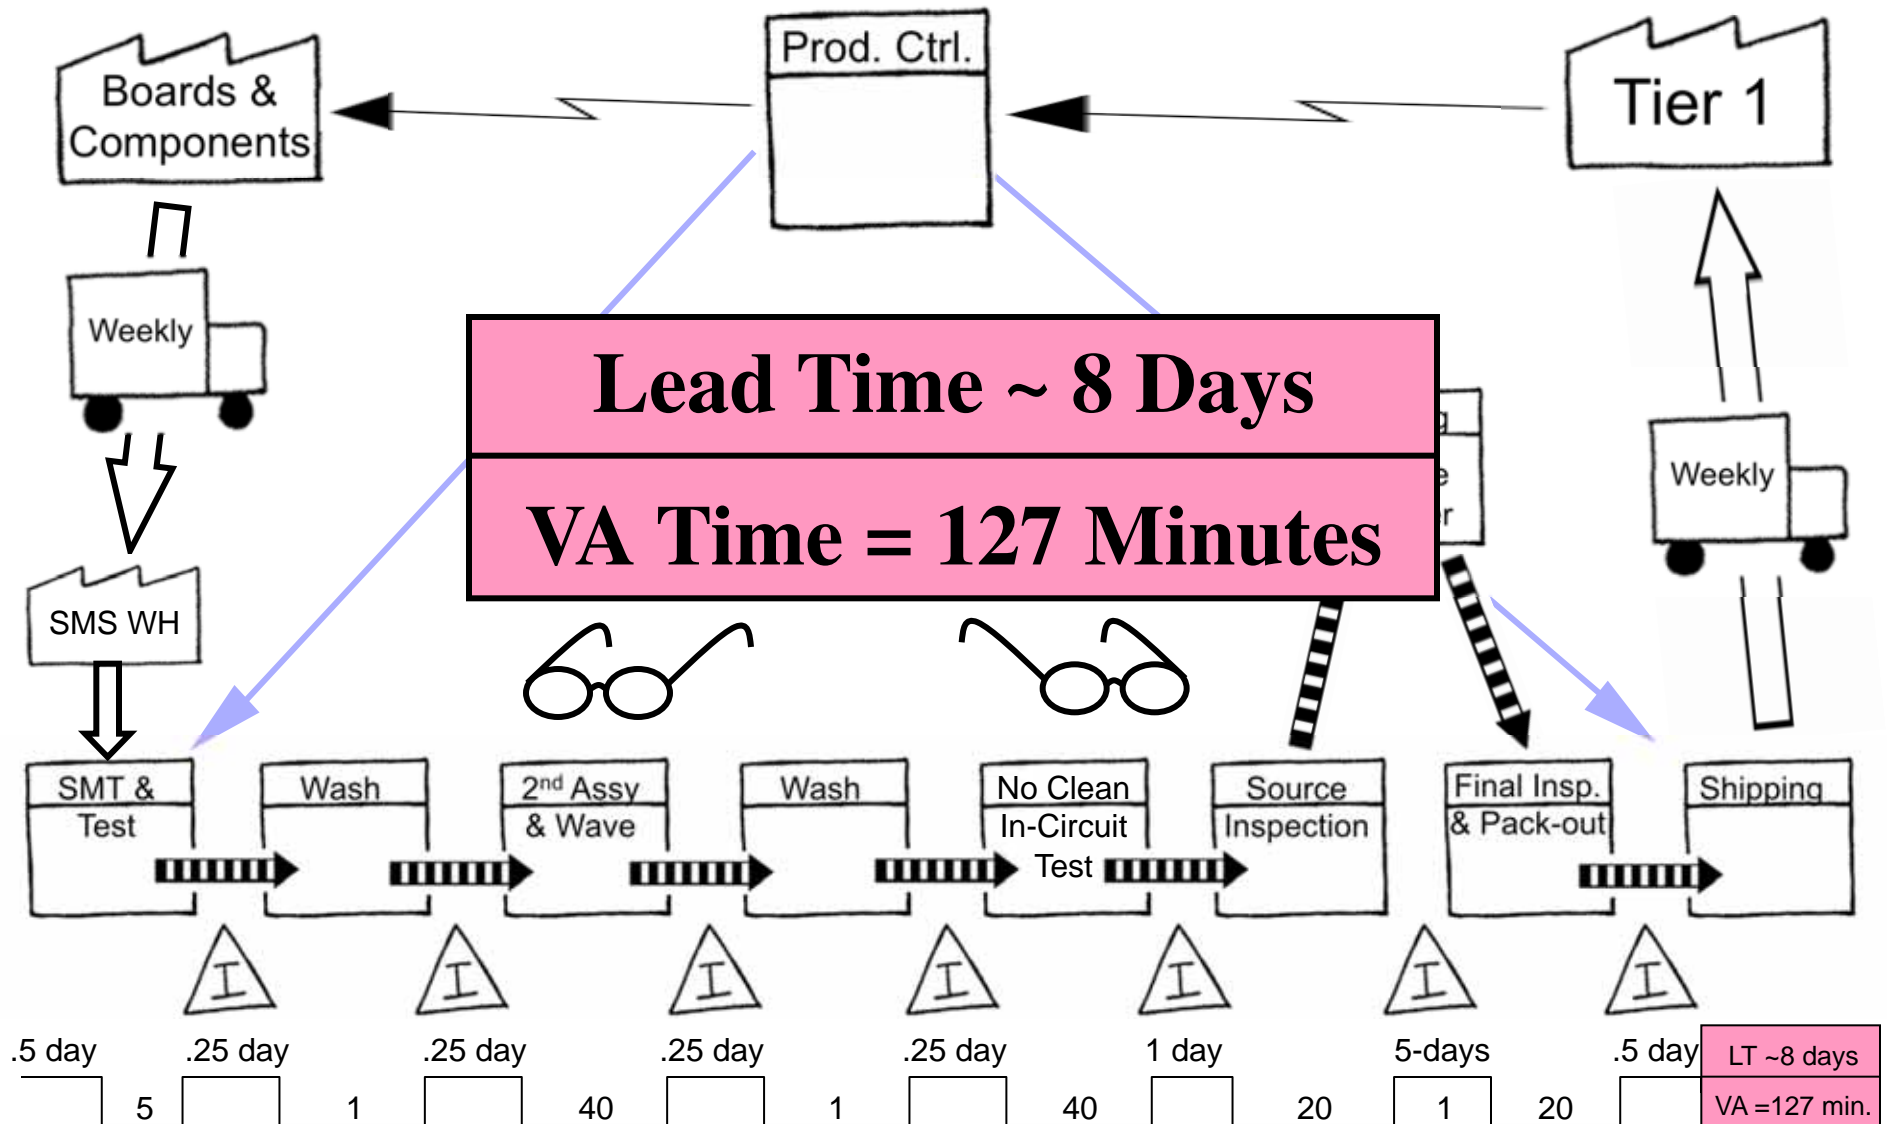 Prod. Ctrl.
Boards &
Components
Tier 1
Weekly
Lead Time ~ 8 Days
VA Time = 127 Minutes
Weekly
SMS WH
SMT &
Test
Wash
2nd Assy
& Wave
Wash
No Clean
In-Circuit
Test
Source
Inspection
Final Insp.
& Pack-out
Shipping
I I I I I I I
.5 day .25 day .25 day .25 day .25 day 1 day 5-days .5 day LT ~8 days
5 1 40 1 40 20 1 20 VA =127 min.